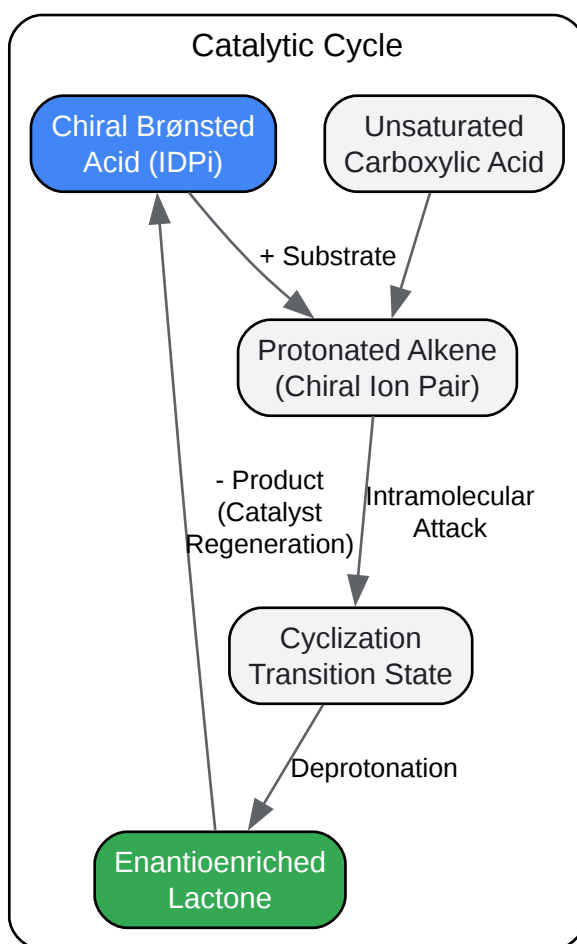 Catalytic Cycle
Chiral Brønsted
Acid (IDPi)
Unsaturated
Carboxylic Acid
+ Substrate
Protonated Alkene
(Chiral Ion Pair)
- Product
(Catalyst
Regeneration)
Intramolecular
Attack
Cyclization
Transition State
Deprotonation
Enantioenriched
Lactone